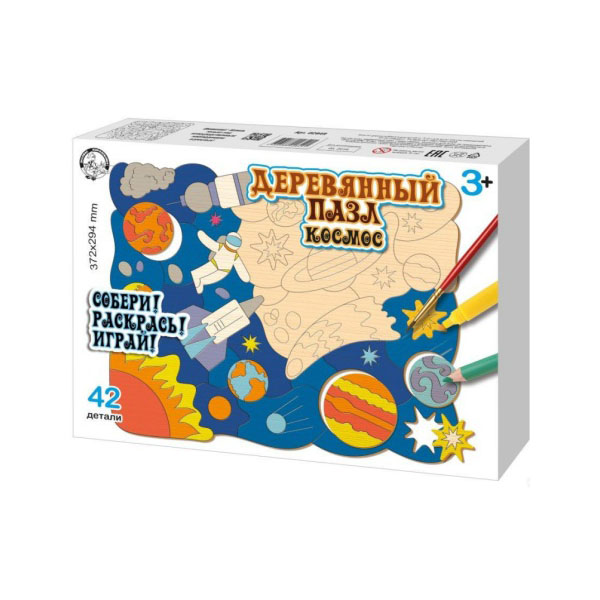 ДЕРЕВЯННЫЙ
ПАЗЛ
КОСМОС
3+
372x294 mm
СОБЕРИ!
РАСКРАСЬ!
ИГРАЙ!
42
детали